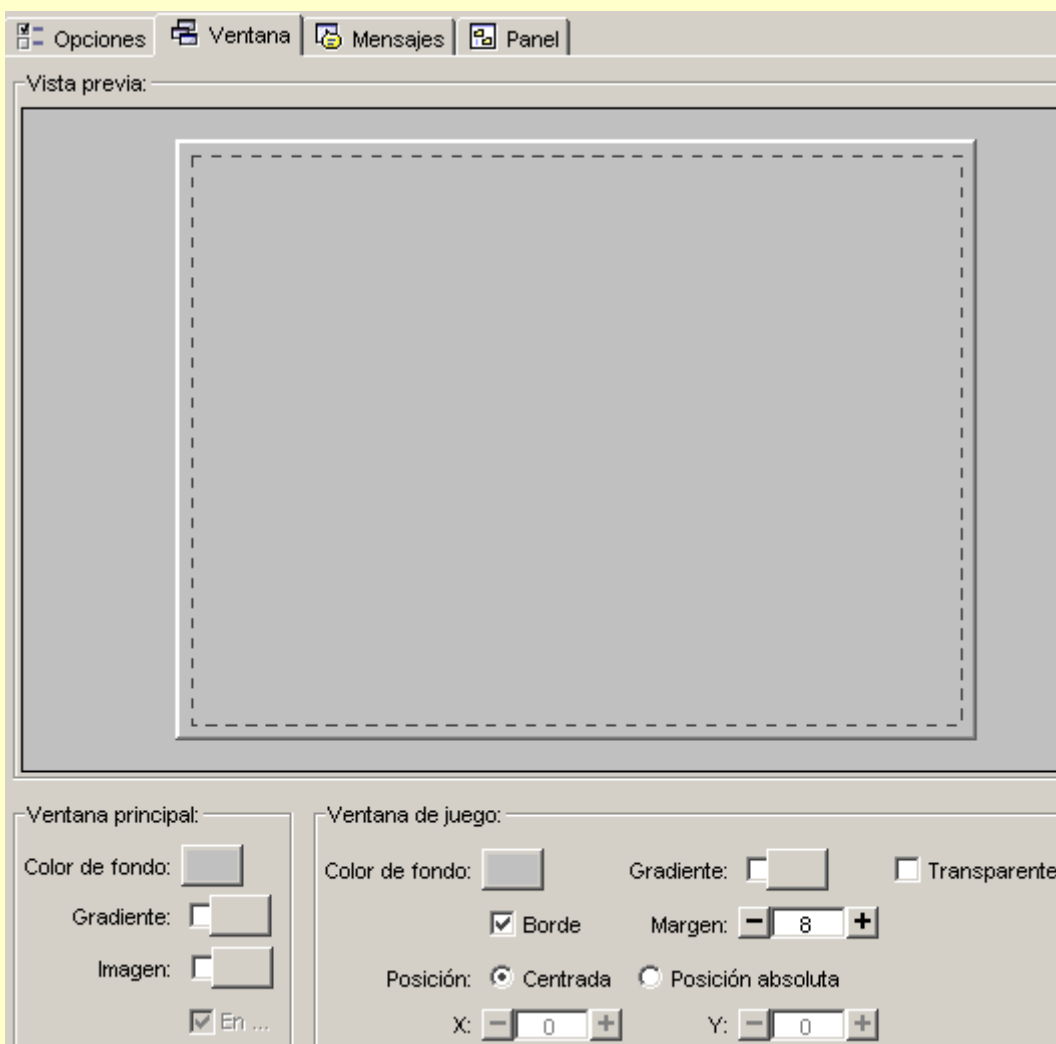 Opciones Ventana Mensajes Panel
Vista previa:
Ventana principal:
Color de fondo:
Gradiente:
Imagen:
En ...
Ventana de juego:
Color de fondo: Gradiente: Transparente
Borde Margen: 8
Posición: Centrada Posición absoluta
X: 0 Y: 0